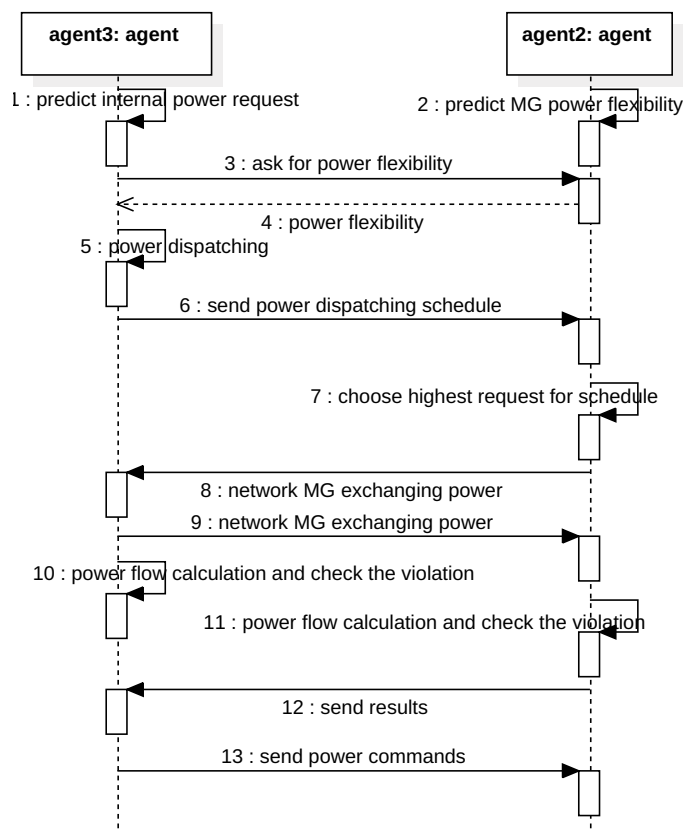 agent3: agent
agent2: agent
1 : predict internal power request
2 : predict MG power flexibility
3 : ask for power flexibility
4 : power flexibility
5 : power dispatching
6 : send power dispatching schedule
7 : choose highest request for schedule
8 : network MG exchanging power
9 : network MG exchanging power
10 : power flow calculation and check the violation
11 : power flow calculation and check the violation
12 : send results
13 : send power commands